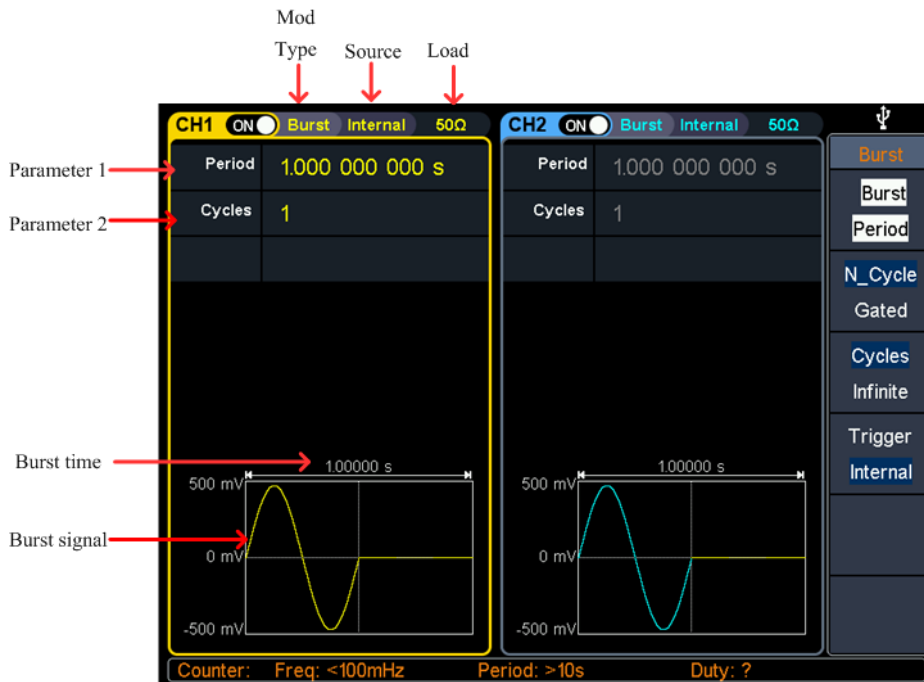 Mod
Type Source Load
CH1 ON Burst Internal 50Ω CH2 ON Burst Internal 50Ω
Burst
Parameter 1 Period 1.000 000 000 s Period 1.000 000 000 s
Burst
Period
Parameter 2 Cycles 1 Cycles 1
N_Cycle
Gated
Cycles
Infinite
Trigger
Internal
Burst time 1.00000 s 1.00000 s
500 mV 500 mV
Burst signal 0 mV 0 mV
-500 mV -500 mV
Counter: Freq: <100mHz Period: >10s Duty: ?